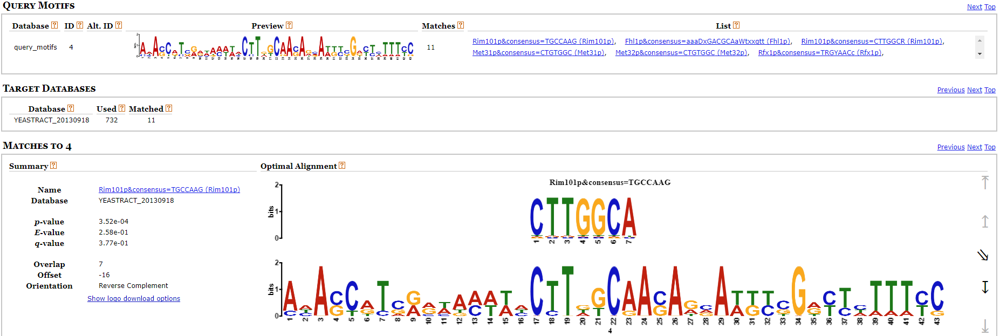 QUERY MOTIFS
Next Top
Database ? ID ? Alt. ID ? Preview ? Matches ? List ?
query_motifs 4 11 Rim101p&consensus=TGCCAAG (Rim101p), Fhl1p&consensus=aaaDxGACGCAaWtxxqtt (Fhl1p), Rim101p&consensus=CTTGGCR (Rim101p),
Met31p&consensus=CTGTGGC (Met31p), Met32p&consensus=CTGTGGC (Met32p), Rfx1p&consensus=TRGYAACc (Rfx1p),
TARGET DATABASES
Previous Next Top
Database ? Used ? Matched ?
YEASTRACT_20130918 732 11
MATCHES TO 4
Previous Next Top
Summary ? Optimal Alignment ?
Name Rim101p&consensus=TGCCAAG (Rim101p)
Database YEASTRACT_20130918
p-value 3.52e-04
E-value 2.58e-01
q-value 3.77e-01
Overlap 7
Offset -16
Orientation Reverse Complement
Show logo download options
Rim101p&consensus=TGCCAAG
2
bits
1
0
CTTGGCA
1 2 3 4 5 6 7
2
bits
1
0
1 2 3 4 5 6 7 8 9 10 11 12 13 14 15 16 17 18 19 20 21 22 23 24 25 26 27 28 29 30 31 32 33 34 35 36 37 38 39 40 41 42 43
4